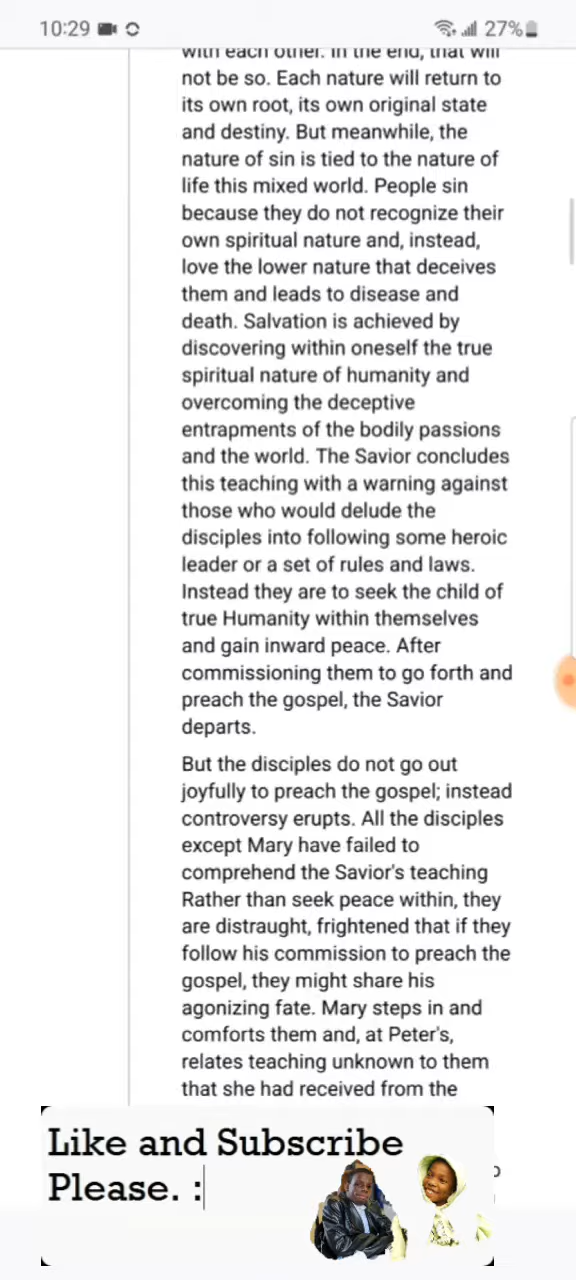 10:29
27%
with each other. In the end, that will
not be so. Each nature will return to
its own root, its own original state
and destiny. But meanwhile, the
nature of sin is tied to the nature of
life this mixed world. People sin
because they do not recognize their
own spiritual nature and, instead,
love the lower nature that deceives
them and leads to disease and
death. Salvation is achieved by
discovering within oneself the true
spiritual nature of humanity and
overcoming the deceptive
entrapments of the bodily passions
and the world. The Savior concludes
this teaching with a warning against
those who would delude the
disciples into following some heroic
leader or a set of rules and laws.
Instead they are to seek the child of
true Humanity within themselves
and gain inward peace. After
commissioning them to go forth and
preach the gospel, the Savior
departs.
But the disciples do not go out
joyfully to preach the gospel; instead
controversy erupts. All the disciples
except Mary have failed to
comprehend the Savior's teaching
Rather than seek peace within, they
are distraught, frightened that if they
follow his commission to preach the
gospel, they might share his
agonizing fate. Mary steps in and
comforts them and, at Peter's,
relates teaching unknown to them
that she had received from the
Like and Subscribe
Please. :